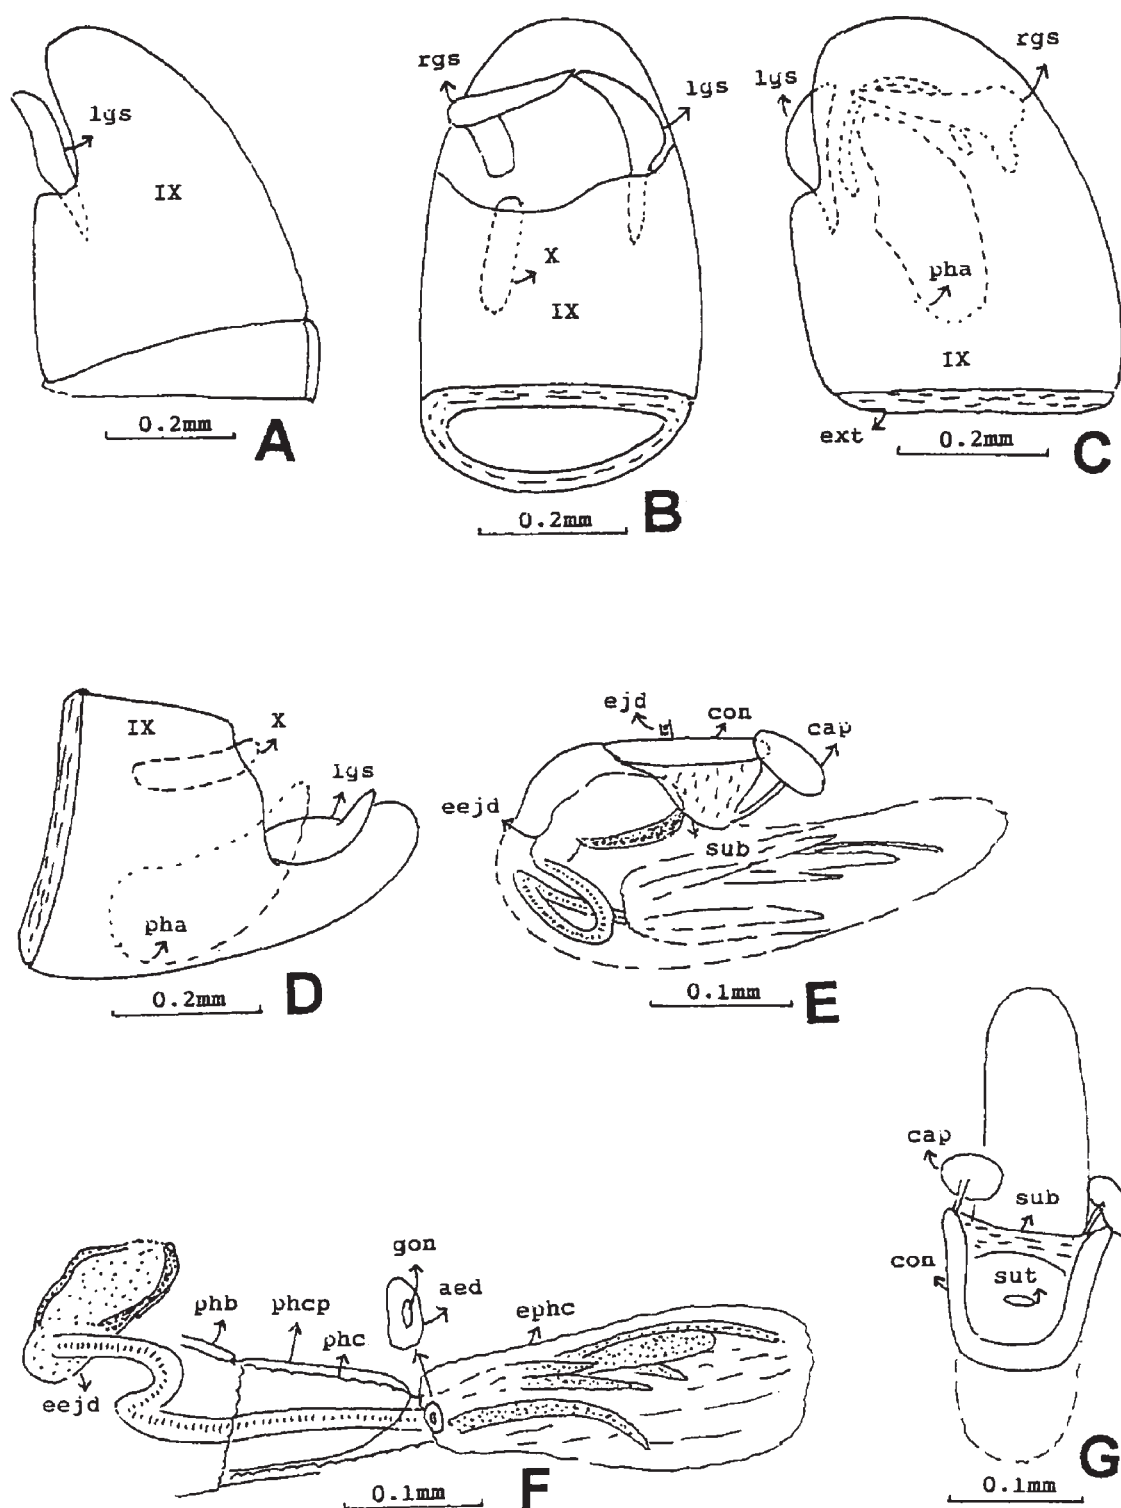 lgs
IX
0.2mm
A
rgs
lgs
X
IX
0.2mm
B
lgs
rgs
pha
IX
ext
0.2mm
C
IX
X
lgs
pha
0.2mm
D
ejd
con
cap
eejd
sub
0.1mm
E
gon
aed
phb
phcp
phc
ephc
eejd
0.1mm
F
cap
sub
con
sut
0.1mm
G